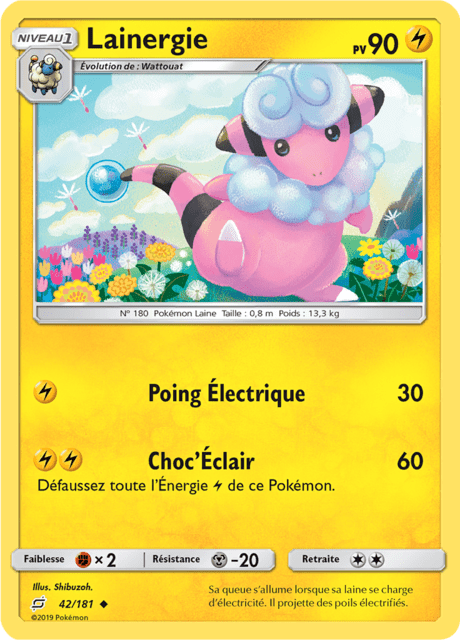 NIVEAU 1 Lainergie PV 90
Évolution de : Wattouat
N° 180 Pokémon Laine Taille : 0,8 m Poids : 13,3 kg
Poing Électrique 30
Choc'Éclair 60
Défaussez toute l'Énergie de ce Pokémon.
Faiblesse × 2 Résistance -20 Retraite
Illus. Shibuzoh.
42/181
©2019 Pokémon
Sa queue s'allume lorsque sa laine se charge
d'électricité. Il projette des poils électrifiés.